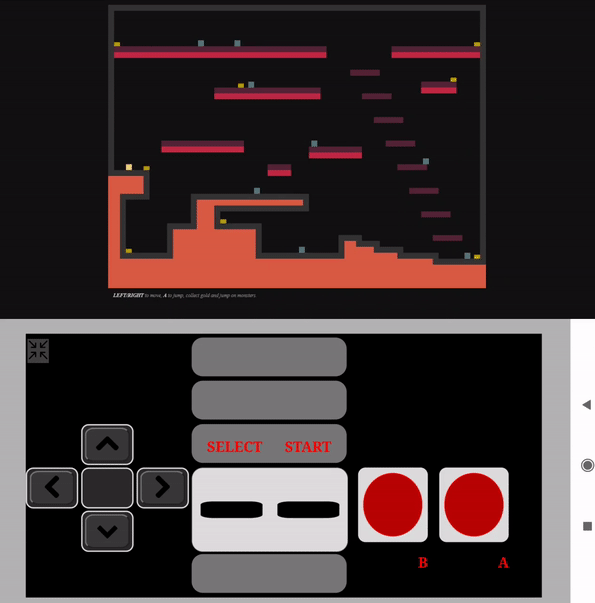 LEFT/RIGHT to move, A to jump, collect gold and jump on monsters.
SELECT START
B A